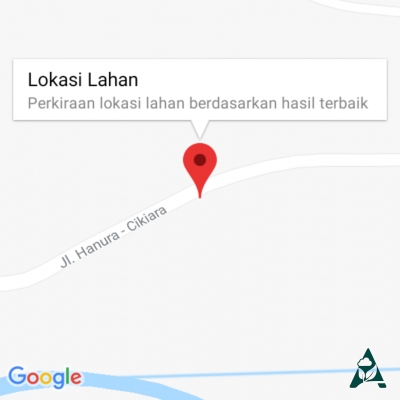 Lokasi Lahan
Perkiraan lokasi lahan berdasarkan hasil terbaik
Jl. Hanura - Cikiara
Google